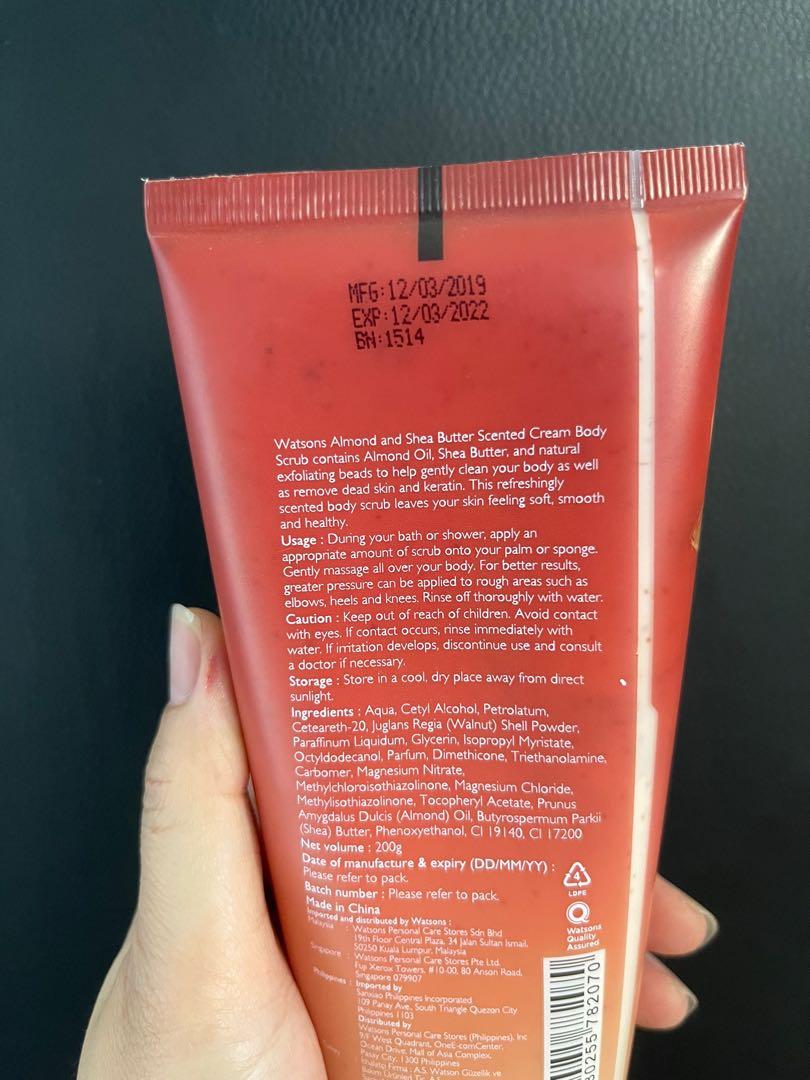 MFG:12/03/2019
EXP:12/03/2022
BN:1514
Watsons Almond and Shea Butter Scented Cream Body
Scrub contains Almond Oil, Shea Butter, and natural
exfoliating beads to help gently clean your body as well
as remove dead skin and keratin. This refreshingly
scented body scrub leaves your skin feeling soft, smooth
and healthy.
Usage : During your bath or shower, apply an
appropriate amount of scrub onto your palm or sponge.
Gently massage all over your body. For better results,
greater pressure can be applied to rough areas such as
elbows, heels and knees. Rinse off thoroughly with water.
Caution : Keep out of reach of children. Avoid contact
with eyes. If contact occurs, rinse immediately with
water. If irritation develops, discontinue use and consult
a doctor if necessary.
Storage : Store in a cool, dry place away from direct
sunlight.
Ingredients : Aqua, Cetyl Alcohol, Petrolatum,
Ceteareth-20, Juglans Regia (Walnut) Shell Powder,
Paraffinum Liquidum, Glycerin, Isopropyl Myristate,
Octyldodecanol, Parfum, Dimethicone, Triethanolamine,
Carbomer, Magnesium Nitrate,
Methylchloroisothiazolinone, Magnesium Chloride,
Methylisothiazolinone, Tocopheryl Acetate, Prunus
Amygdalus Dulcis (Almond) Oil, Butyrospermum Parkii
(Shea) Butter, Phenoxyethanol, CI 19140, CI 17200
Net volume : 200g
Date of manufacture & expiry (DD/MM/YY) :
Please refer to pack.
Batch number : Please refer to pack.
Made in China
Imported and distributed by Watsons :
Malaysia : Watsons Personal Care Stores Sdn Bhd
19th Floor Central Plaza, 34 Jalan Sultan Ismail,
50250 Kuala Lumpur, Malaysia
Singapore : Watsons Personal Care Stores Pte Ltd.
Fuji Xerox Towers, #10-00, 80 Anson Road,
Singapore 079907
Philippines : Imported by
Sanxiao Philippines Incorporated
109 Panay Ave., South Triangle Quezon City
Philippines 1103
Distributed by
Watsons Personal Care Stores (Philippines), Inc
9/F West Quadrant, OneE-comCenter,
Ocean Drive, Mall of Asia Complex,
Pasay City, 1300 Philippines
Turkey : Ithalatçı Firma : A.S. Watson Güzellik ve
Bakım Ürünleri Tic. A.Ş.
4
LDPE
Watsons
Quality
Assured
80255 782070